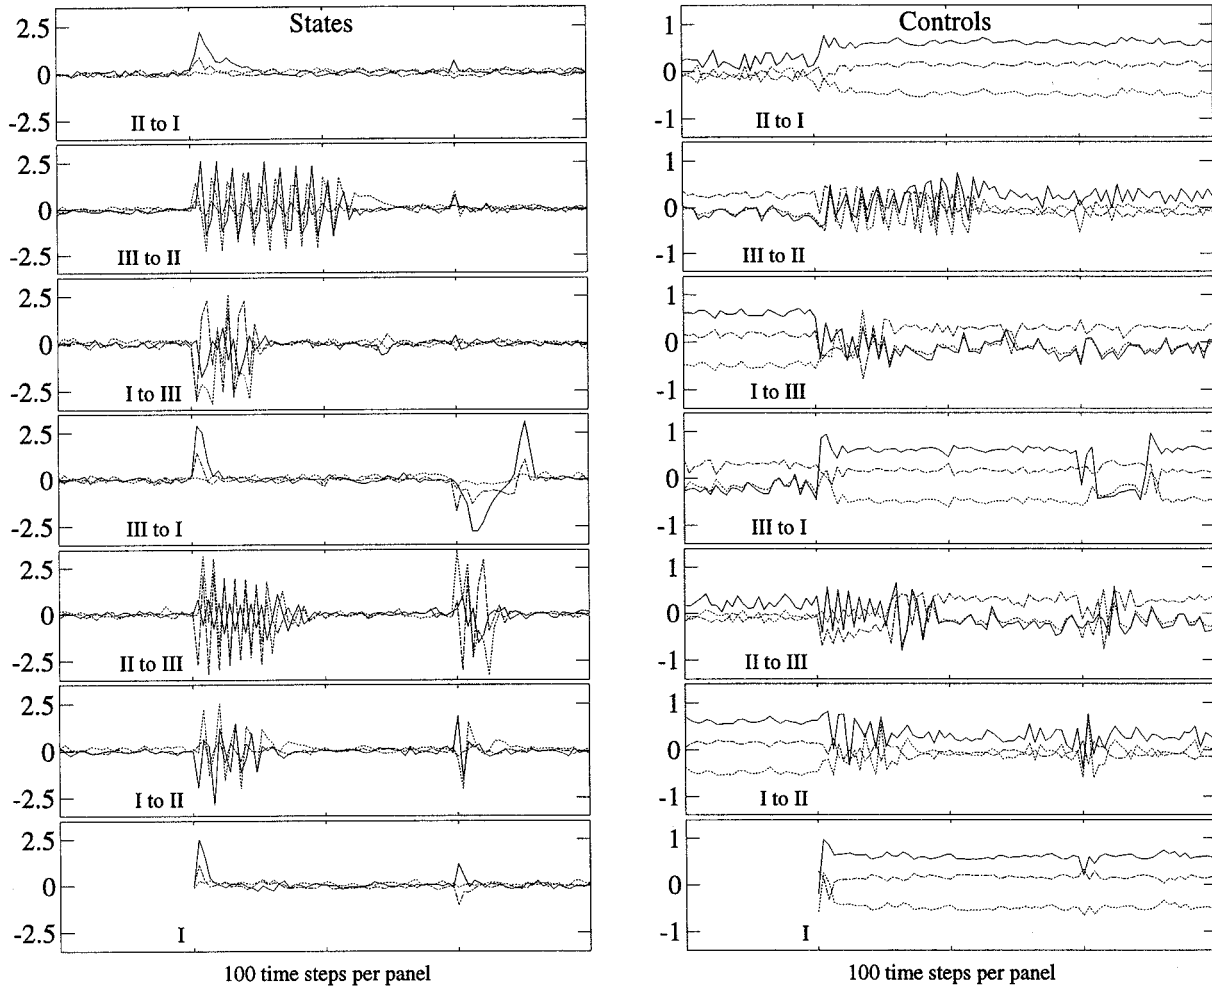 States
2.5
0
-2.5
II to I
2.5
0
-2.5
III to II
2.5
0
-2.5
I to III
2.5
0
-2.5
III to I
2.5
0
-2.5
II to III
2.5
0
-2.5
I to II
2.5
0
-2.5
I
100 time steps per panel
Controls
1
0
-1
II to I
1
0
-1
III to II
1
0
-1
I to III
1
0
-1
III to I
1
0
-1
II to III
1
0
-1
I to II
1
0
-1
I
100 time steps per panel